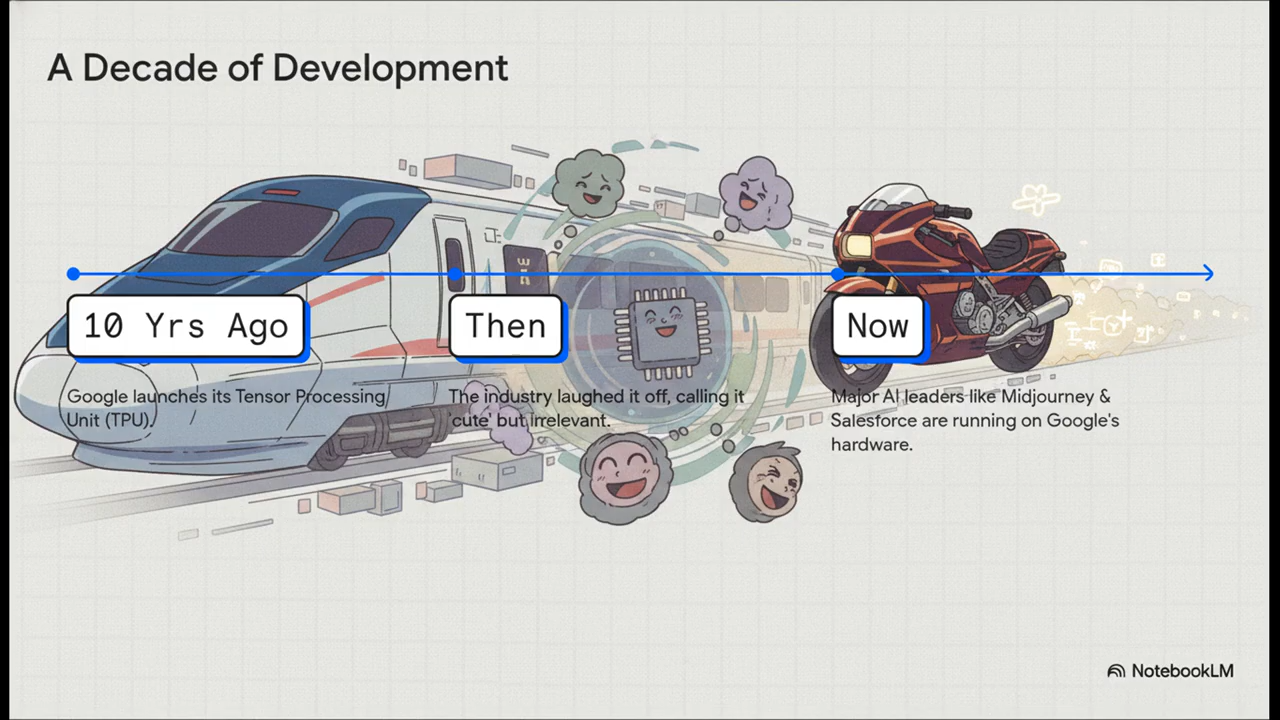 A Decade of Development
10 Yrs Ago
Google launches its Tensor Processing
Unit (TPU).
Then
The industry laughed it off, calling it
'cute' but irrelevant.
Now
Major AI leaders like Midjourney &
Salesforce are running on Google's
hardware.
NotebookLM